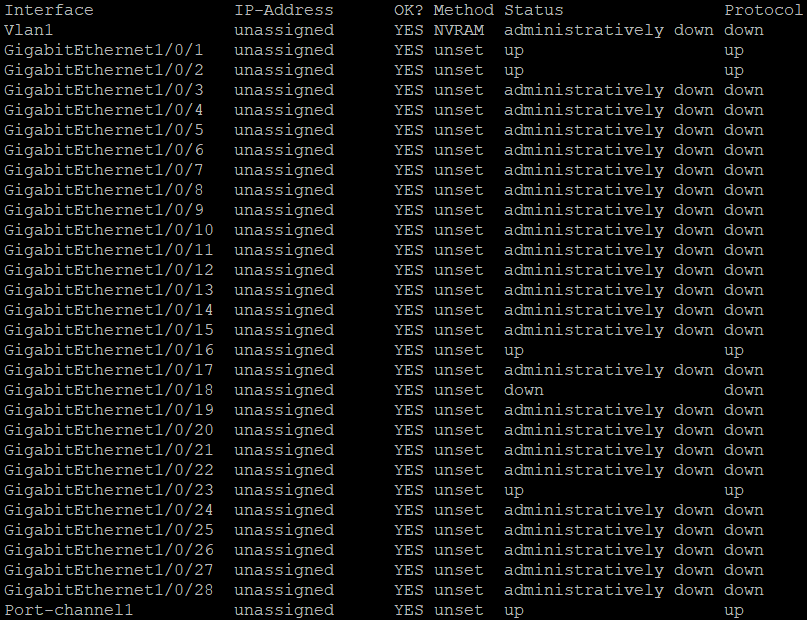 Interface IP-Address OK? Method Status Protocol
Vlan1 unassigned YES NVRAM administratively down down
GigabitEthernet1/0/1 unassigned YES unset up up
GigabitEthernet1/0/2 unassigned YES unset up up
GigabitEthernet1/0/3 unassigned YES unset administratively down down
GigabitEthernet1/0/4 unassigned YES unset administratively down down
GigabitEthernet1/0/5 unassigned YES unset administratively down down
GigabitEthernet1/0/6 unassigned YES unset administratively down down
GigabitEthernet1/0/7 unassigned YES unset administratively down down
GigabitEthernet1/0/8 unassigned YES unset administratively down down
GigabitEthernet1/0/9 unassigned YES unset administratively down down
GigabitEthernet1/0/10 unassigned YES unset administratively down down
GigabitEthernet1/0/11 unassigned YES unset administratively down down
GigabitEthernet1/0/12 unassigned YES unset administratively down down
GigabitEthernet1/0/13 unassigned YES unset administratively down down
GigabitEthernet1/0/14 unassigned YES unset administratively down down
GigabitEthernet1/0/15 unassigned YES unset administratively down down
GigabitEthernet1/0/16 unassigned YES unset up up
GigabitEthernet1/0/17 unassigned YES unset administratively down down
GigabitEthernet1/0/18 unassigned YES unset down down
GigabitEthernet1/0/19 unassigned YES unset administratively down down
GigabitEthernet1/0/20 unassigned YES unset administratively down down
GigabitEthernet1/0/21 unassigned YES unset administratively down down
GigabitEthernet1/0/22 unassigned YES unset administratively down down
GigabitEthernet1/0/23 unassigned YES unset up up
GigabitEthernet1/0/24 unassigned YES unset administratively down down
GigabitEthernet1/0/25 unassigned YES unset administratively down down
GigabitEthernet1/0/26 unassigned YES unset administratively down down
GigabitEthernet1/0/27 unassigned YES unset administratively down down
GigabitEthernet1/0/28 unassigned YES unset administratively down down
Port-channel1 unassigned YES unset up up